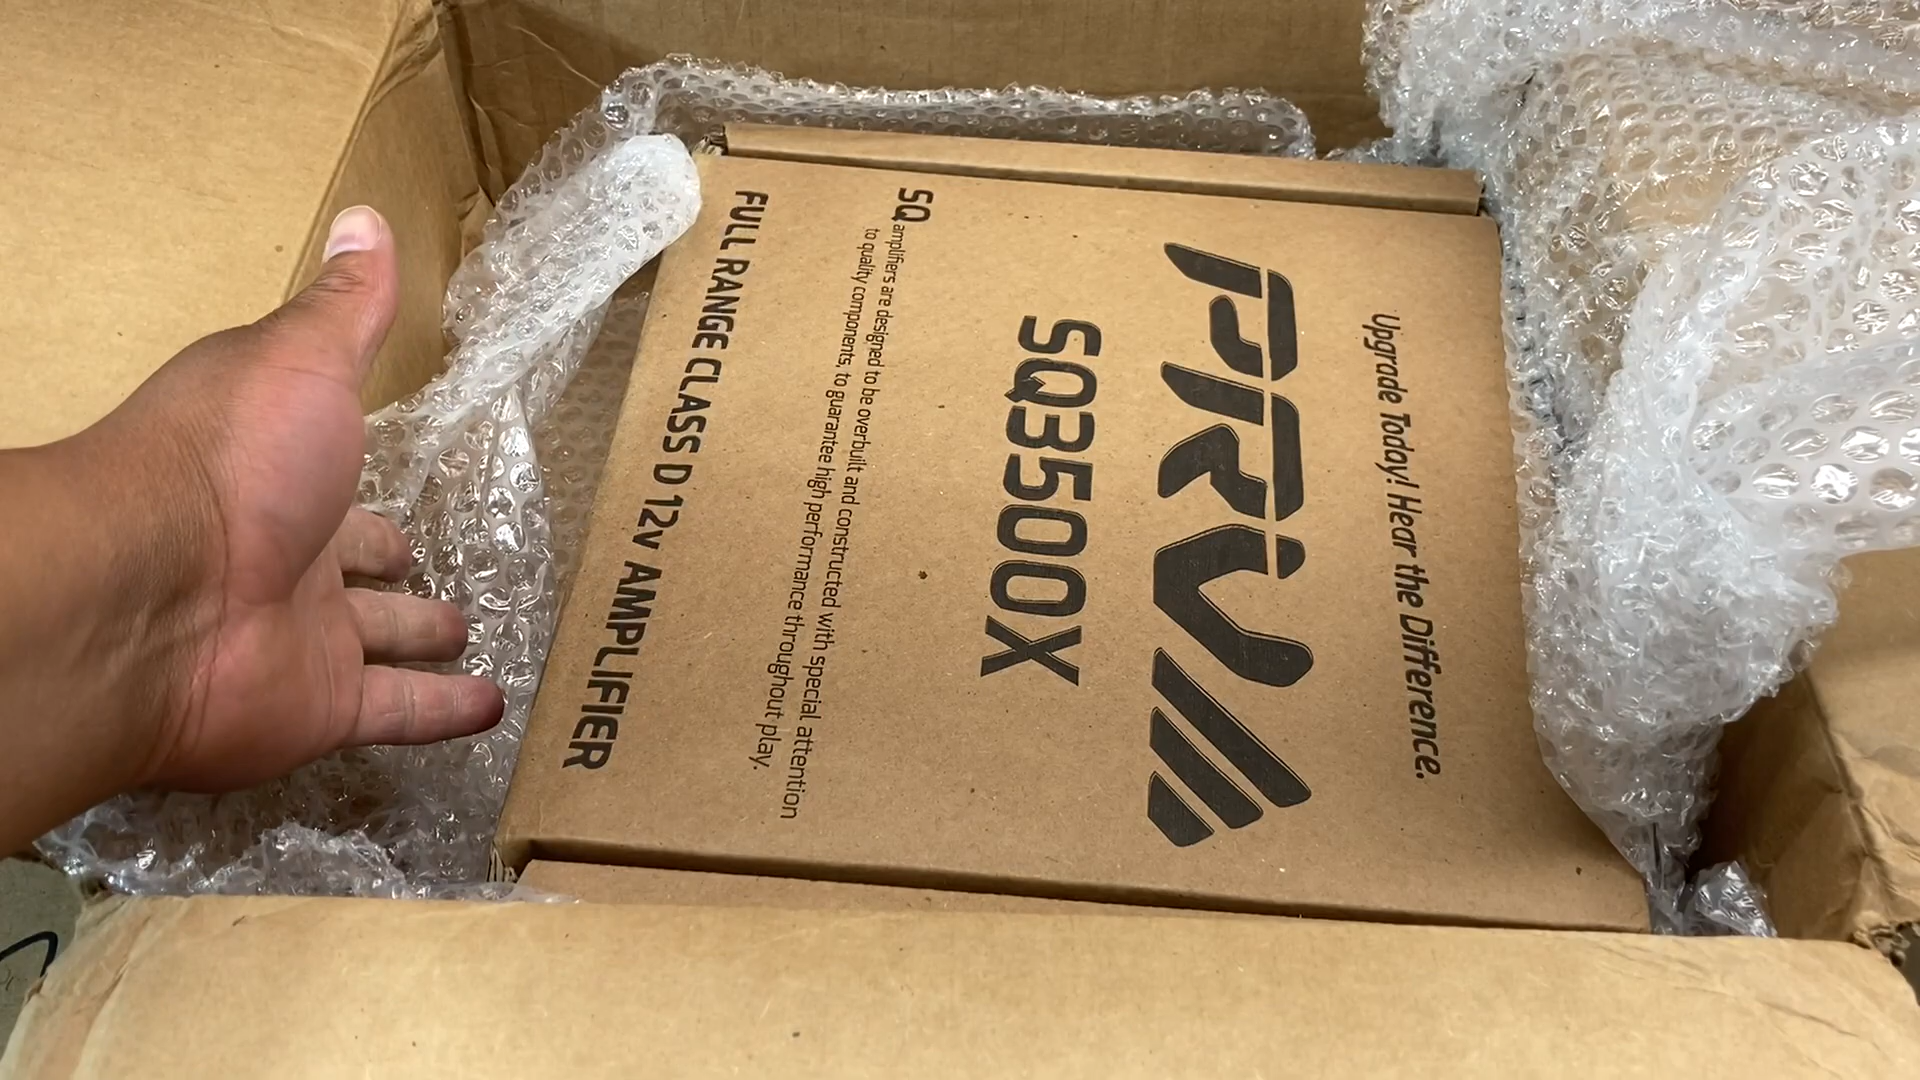 Upgrade Today! Hear the Difference.
PRV
SQ3500X
SQ amplifiers are designed to be overbuilt and constructed with special attention
to quality components, to guarantee high performance throughout play.
FULL RANGE CLASS D 12v AMPLIFIER